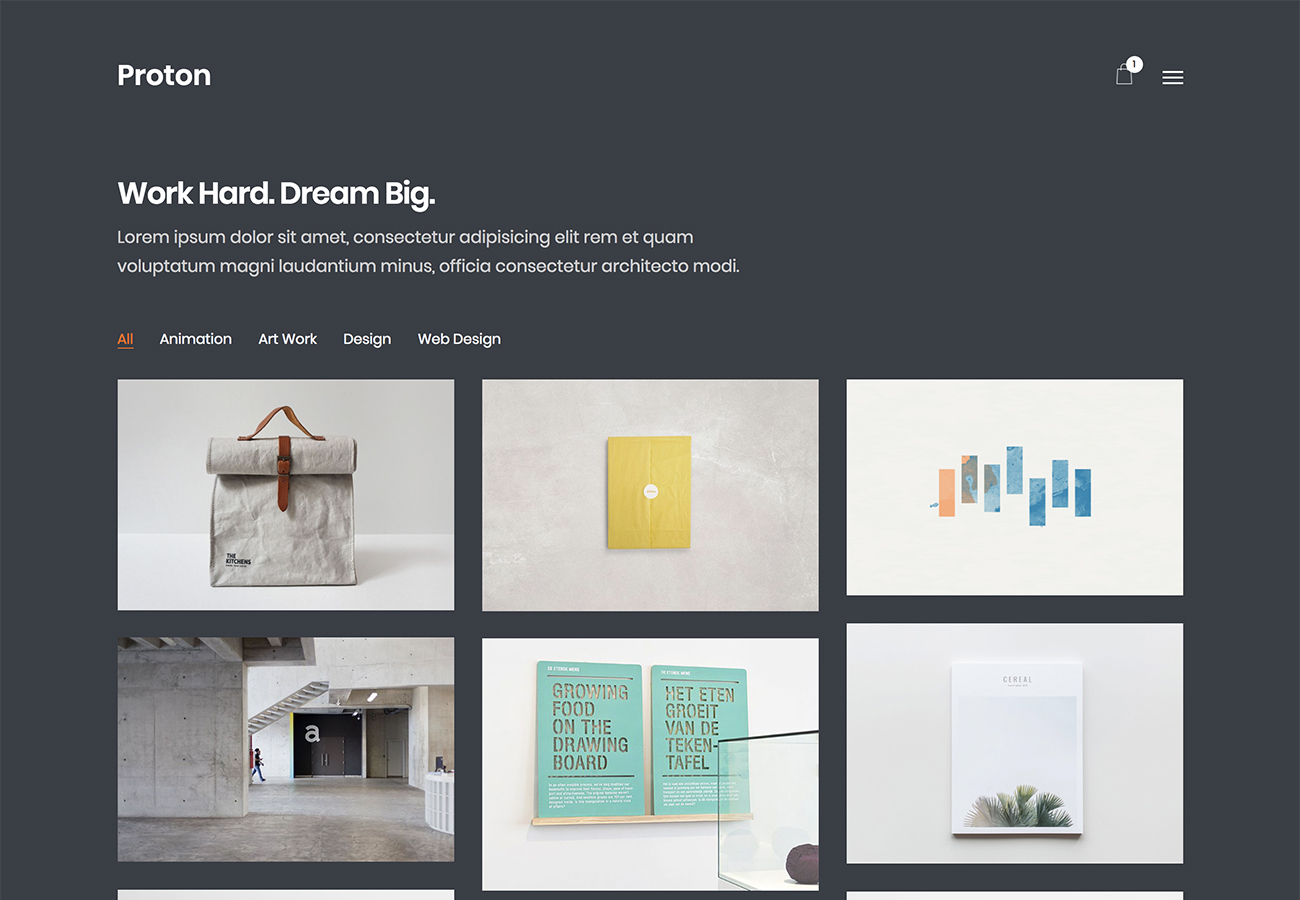 Proton
1
Work Hard. Dream Big.
Lorem ipsum dolor sit amet, consectetur adipisicing elit rem et quam
voluptatum magni laudantium minus, officia consectetur architecto modi.
All Animation Art Work Design Web Design
THE
KITCHENS
a
GROWING
FOOD
ON THE
DRAWING
BOARD
HET ETEN
GROEIT
VAN DE
TEKEN-
TAFEL
CEREAL